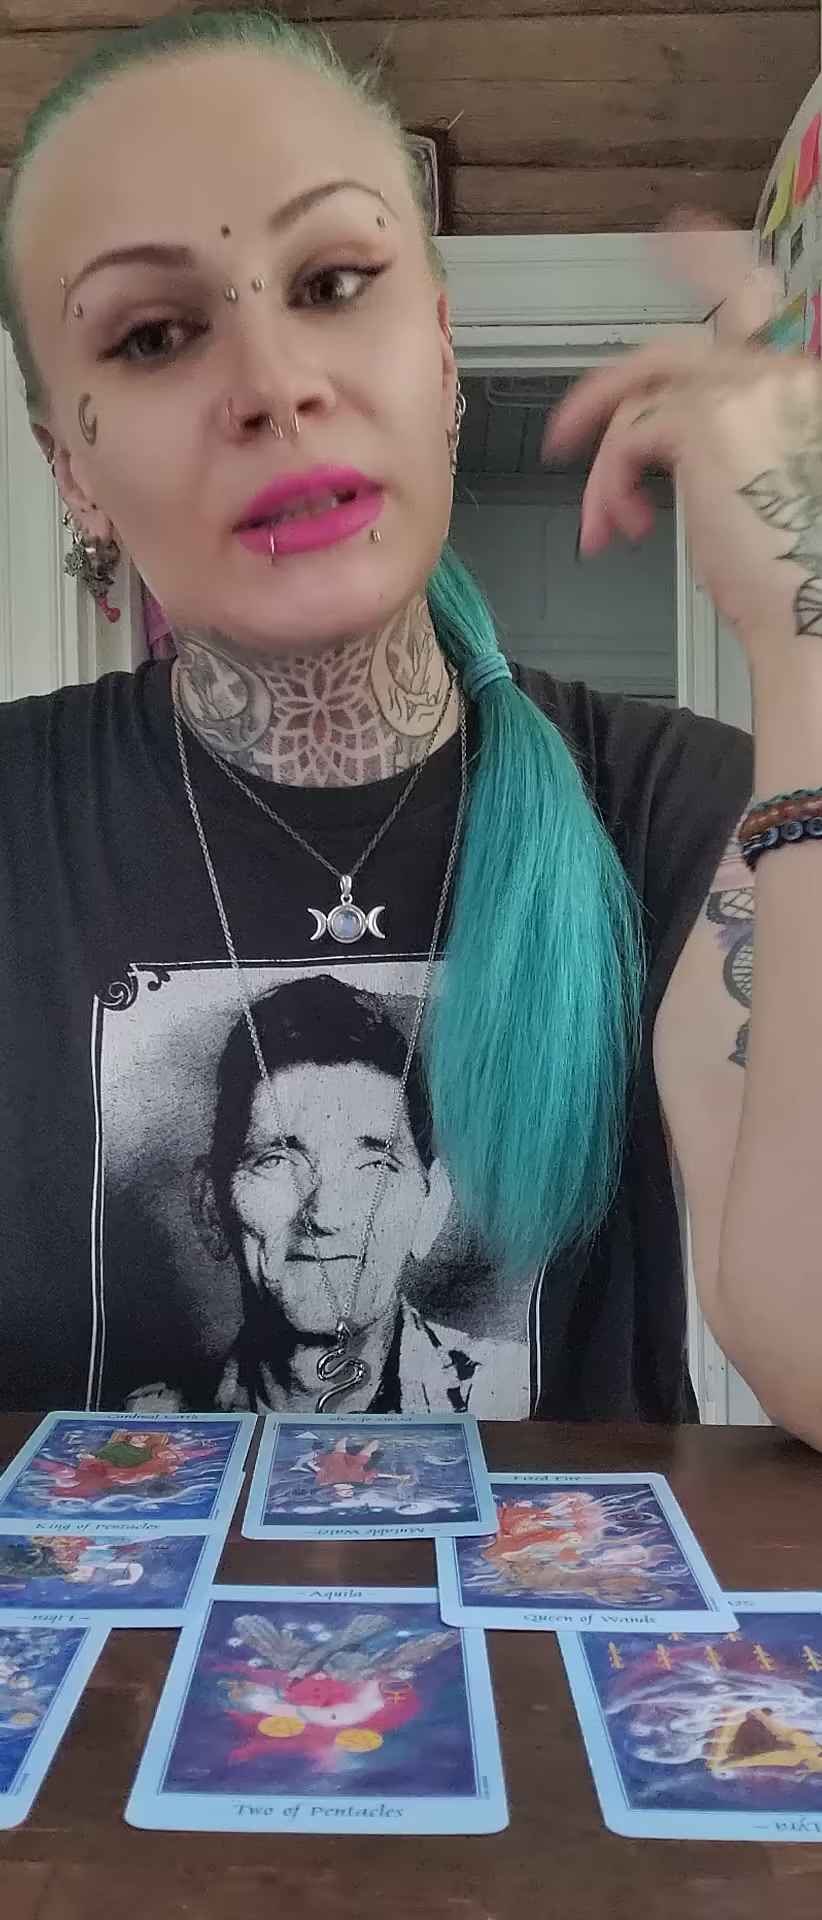 Cardinal Earth
King of Pentacles
Mutable Water
Fixed Fire
Queen of Wands
Libra
Aquila
Two of Pentacles
Lyra